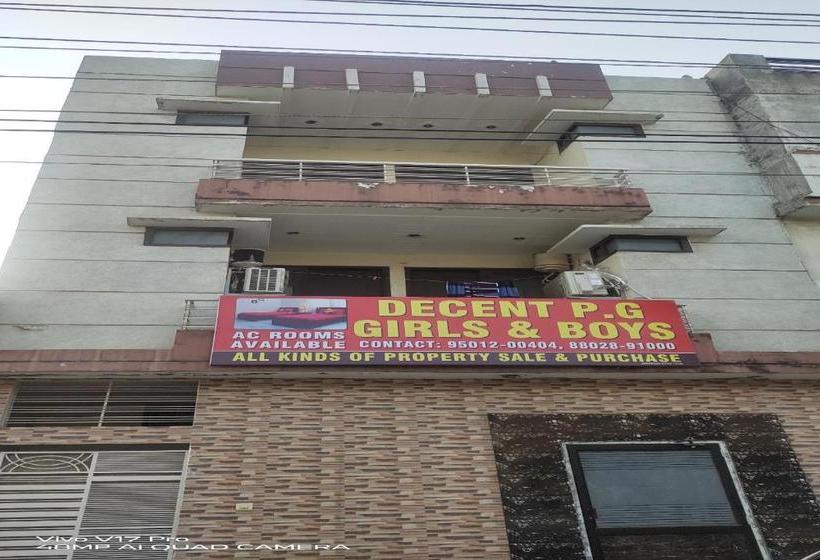 DECENT P.G
GIRLS & BOYS
AC ROOMS
AVAILABLE
CONTACT: 95012-00404, 88028-91000
ALL KINDS OF PROPERTY SALE & PURCHASE
Vivo V17 Pro
48MP AI QUAD CAMERA